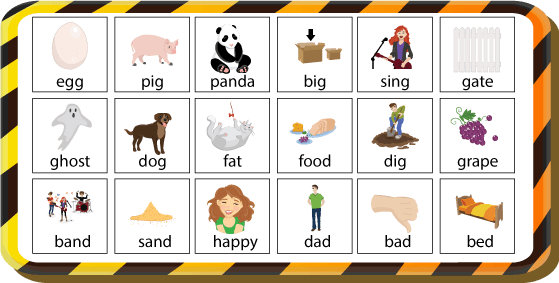 egg pig panda big sing gate
ghost dog fat food dig grape
band sand happy dad bad bed